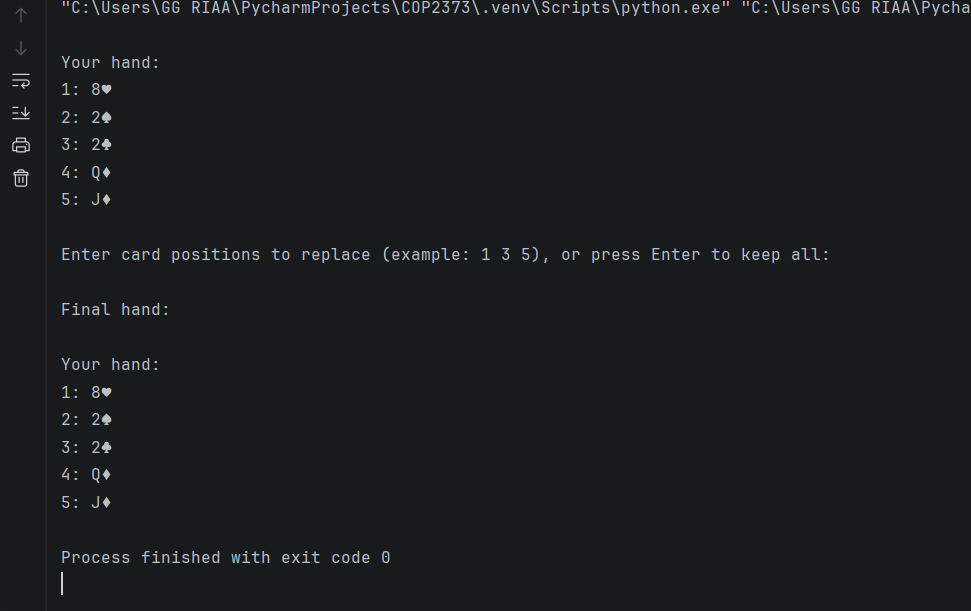 "C:\Users\GG RIAA\PycharmProjects\COP2373\.venv\Scripts\python.exe" "C:\Users\GG RIAA\Pycha
Your hand:
1: 8♥
2: 2♠
3: 2♣
4: Q♦
5: J♦
Enter card positions to replace (example: 1 3 5), or press Enter to keep all:
Final hand:
Your hand:
1: 8♥
2: 2♠
3: 2♣
4: Q♦
5: J♦
Process finished with exit code 0